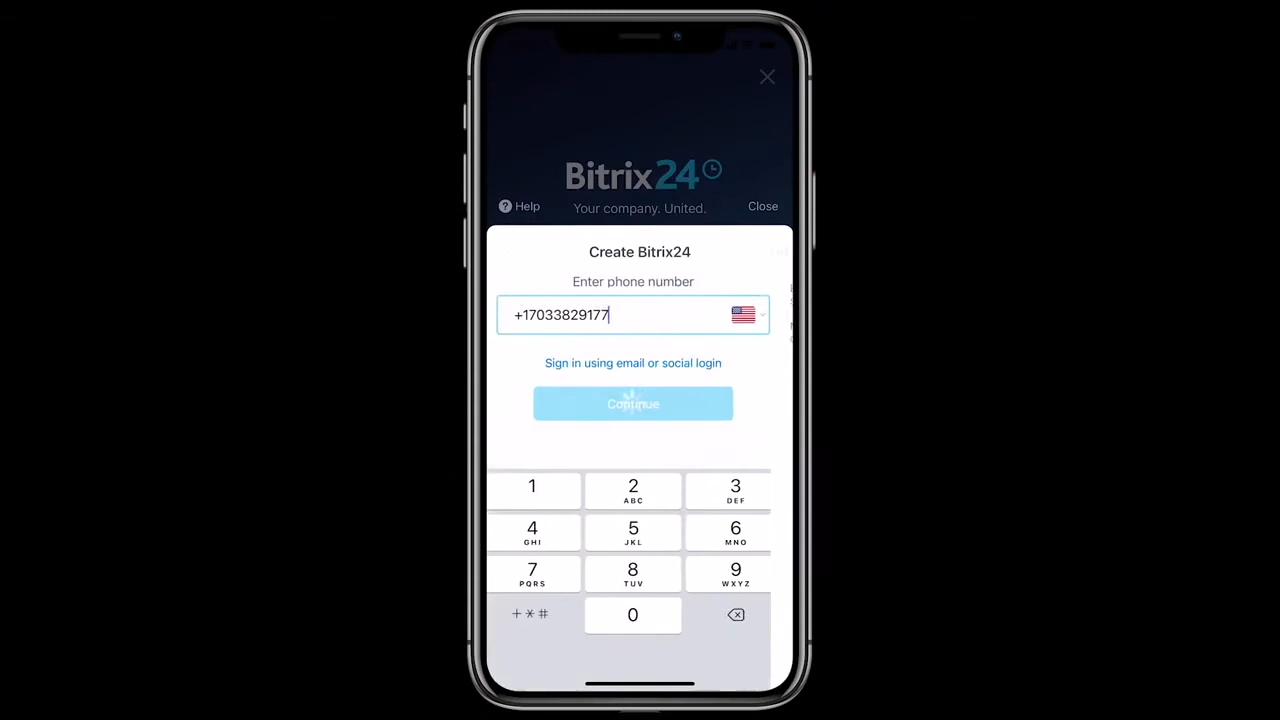 Bitrix24
? Help
Your company. United.
Close
Create Bitrix24
Enter phone number
+17033829177
Sign in using email or social login
Continue
1
2
ABC
3
DEF
4
GHI
5
JKL
6
MNO
7
PQRS
8
TUV
9
WXYZ
+*#
0